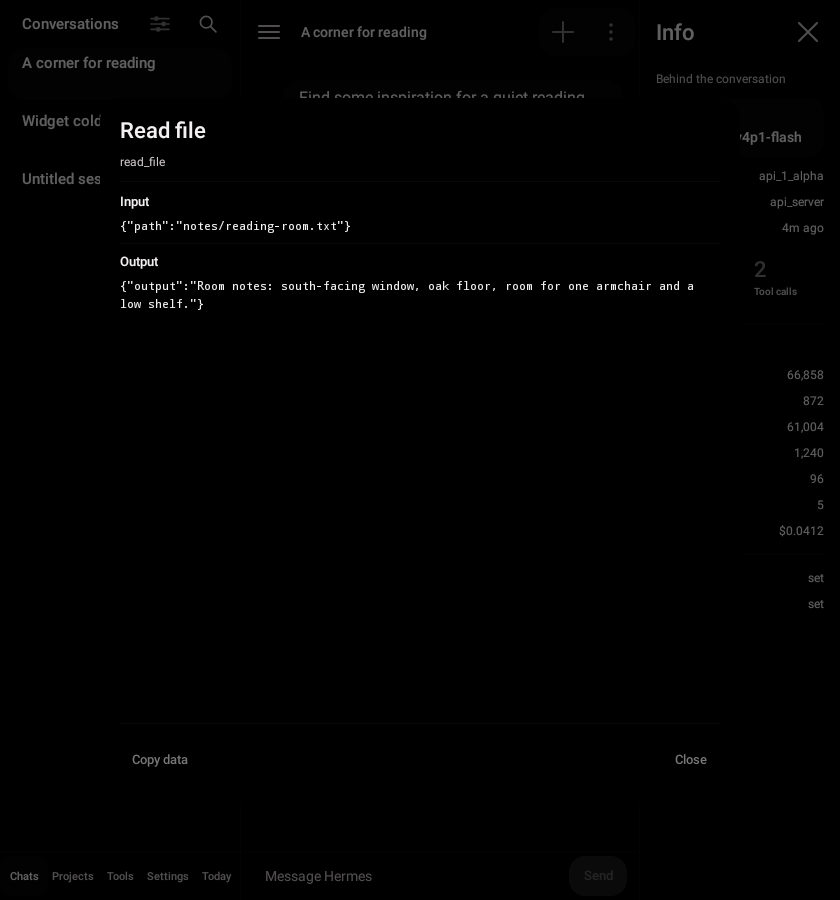 Conversations
A corner for reading
Info
A corner for reading
Behind the conversation
Find some inspiration for a quiet reading
Widget
Read file
v4p1-flash
read_file
api_1_alpha
Untitled
Input
api_server
{"path":"notes/reading-room.txt"}
4m ago
Output
2
{"output":"Room notes: south-facing window, oak floor, room for one armchair and a
low shelf."}
Tool calls
66,858
872
61,004
1,240
96
5
$0.0412
set
set
Copy data
Close
Chats
Projects
Tools
Settings
Today
Message Hermes
Send